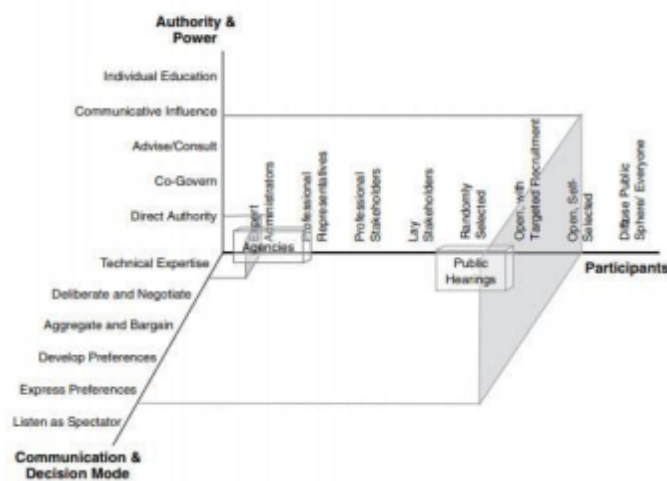 Authority &
Power
Individual Education
Communicative Influence
Advise/Consult
Co-Govern
Direct Authority
Expert
Administrators
Professional
Representatives
Professional
Stakeholders
Lay
Stakeholders
Randomly
Selected
Open, with
Targeted Recruitment
Open, Self-
Selected
Diffuse Public
Sphere/ Everyone
Agencies
Public
Hearings
Participants
Technical Expertise
Deliberate and Negotiate
Aggregate and Bargain
Develop Preferences
Express Preferences
Listen as Spectator
Communication &
Decision Mode